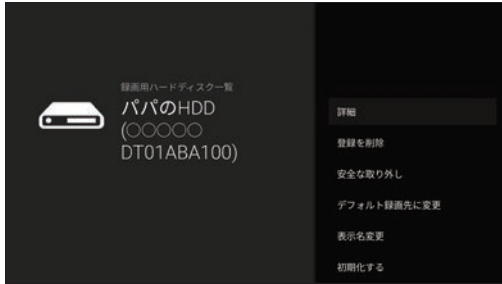 録画用ハードディスク一覧
パパのHDD
(○○○○○
DT01ABA100)
詳細
登録を削除
安全な取り外し
デフォルト録画先に変更
表示名変更
初期化する